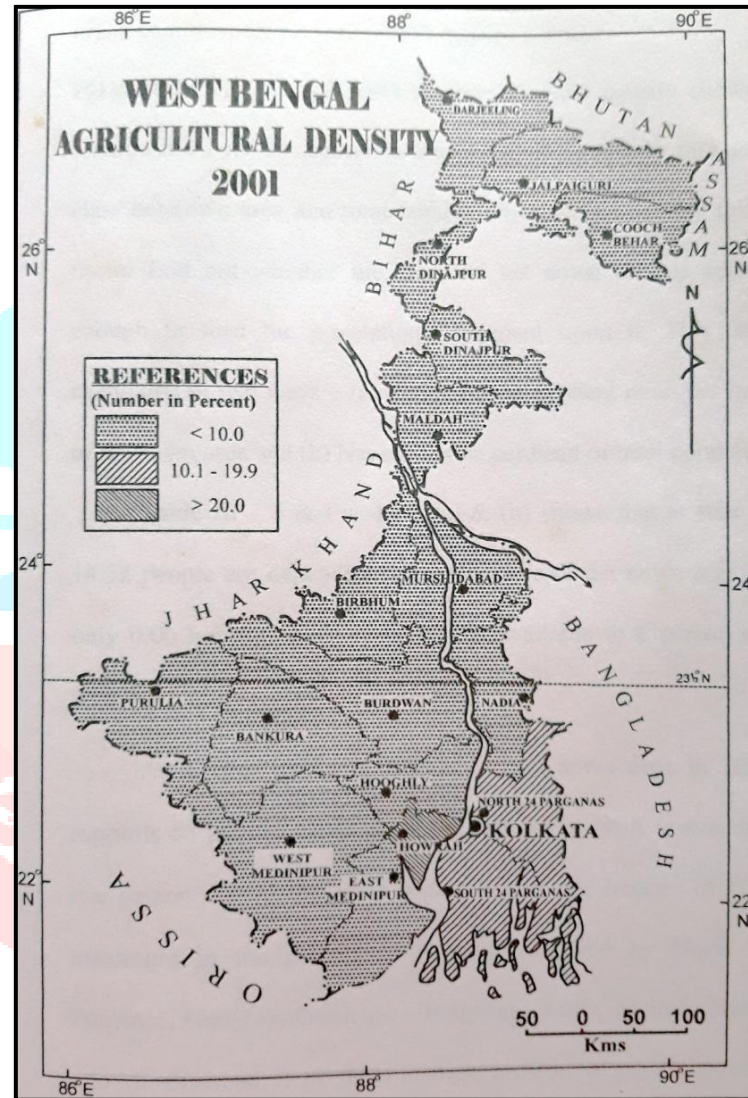 86°E
88°
90°E
WEST BENGAL
AGRICULTURAL DENSITY
2001
BHUTAN
ASSAM
BIHAR
DARJEELING
JALPAIGURI
COOCH
BEHAR
NORTH
DINAJPUR
26°
N
26°
N
SOUTH
DINAJPUR
REFERENCES
(Number in Percent)
< 10.0
10.1 - 19.9
> 20.0
MALDAH
JHARKHAND
24°
N
24°
N
MURSHIDABAD
BIRBHUM
BANGLADESH
23½°N
PURULIA
BANKURA
BURDWAN
NADIA
HOOGHLY
NORTH 24 PARGANAS
KOLKATA
HOWRAH
WEST
MEDINIPUR
EAST
MEDINIPUR
SOUTH 24 PARGANAS
22°
N
22°
N
ORISSA
50 0 50 100
Kms
86°E
88°
90°E